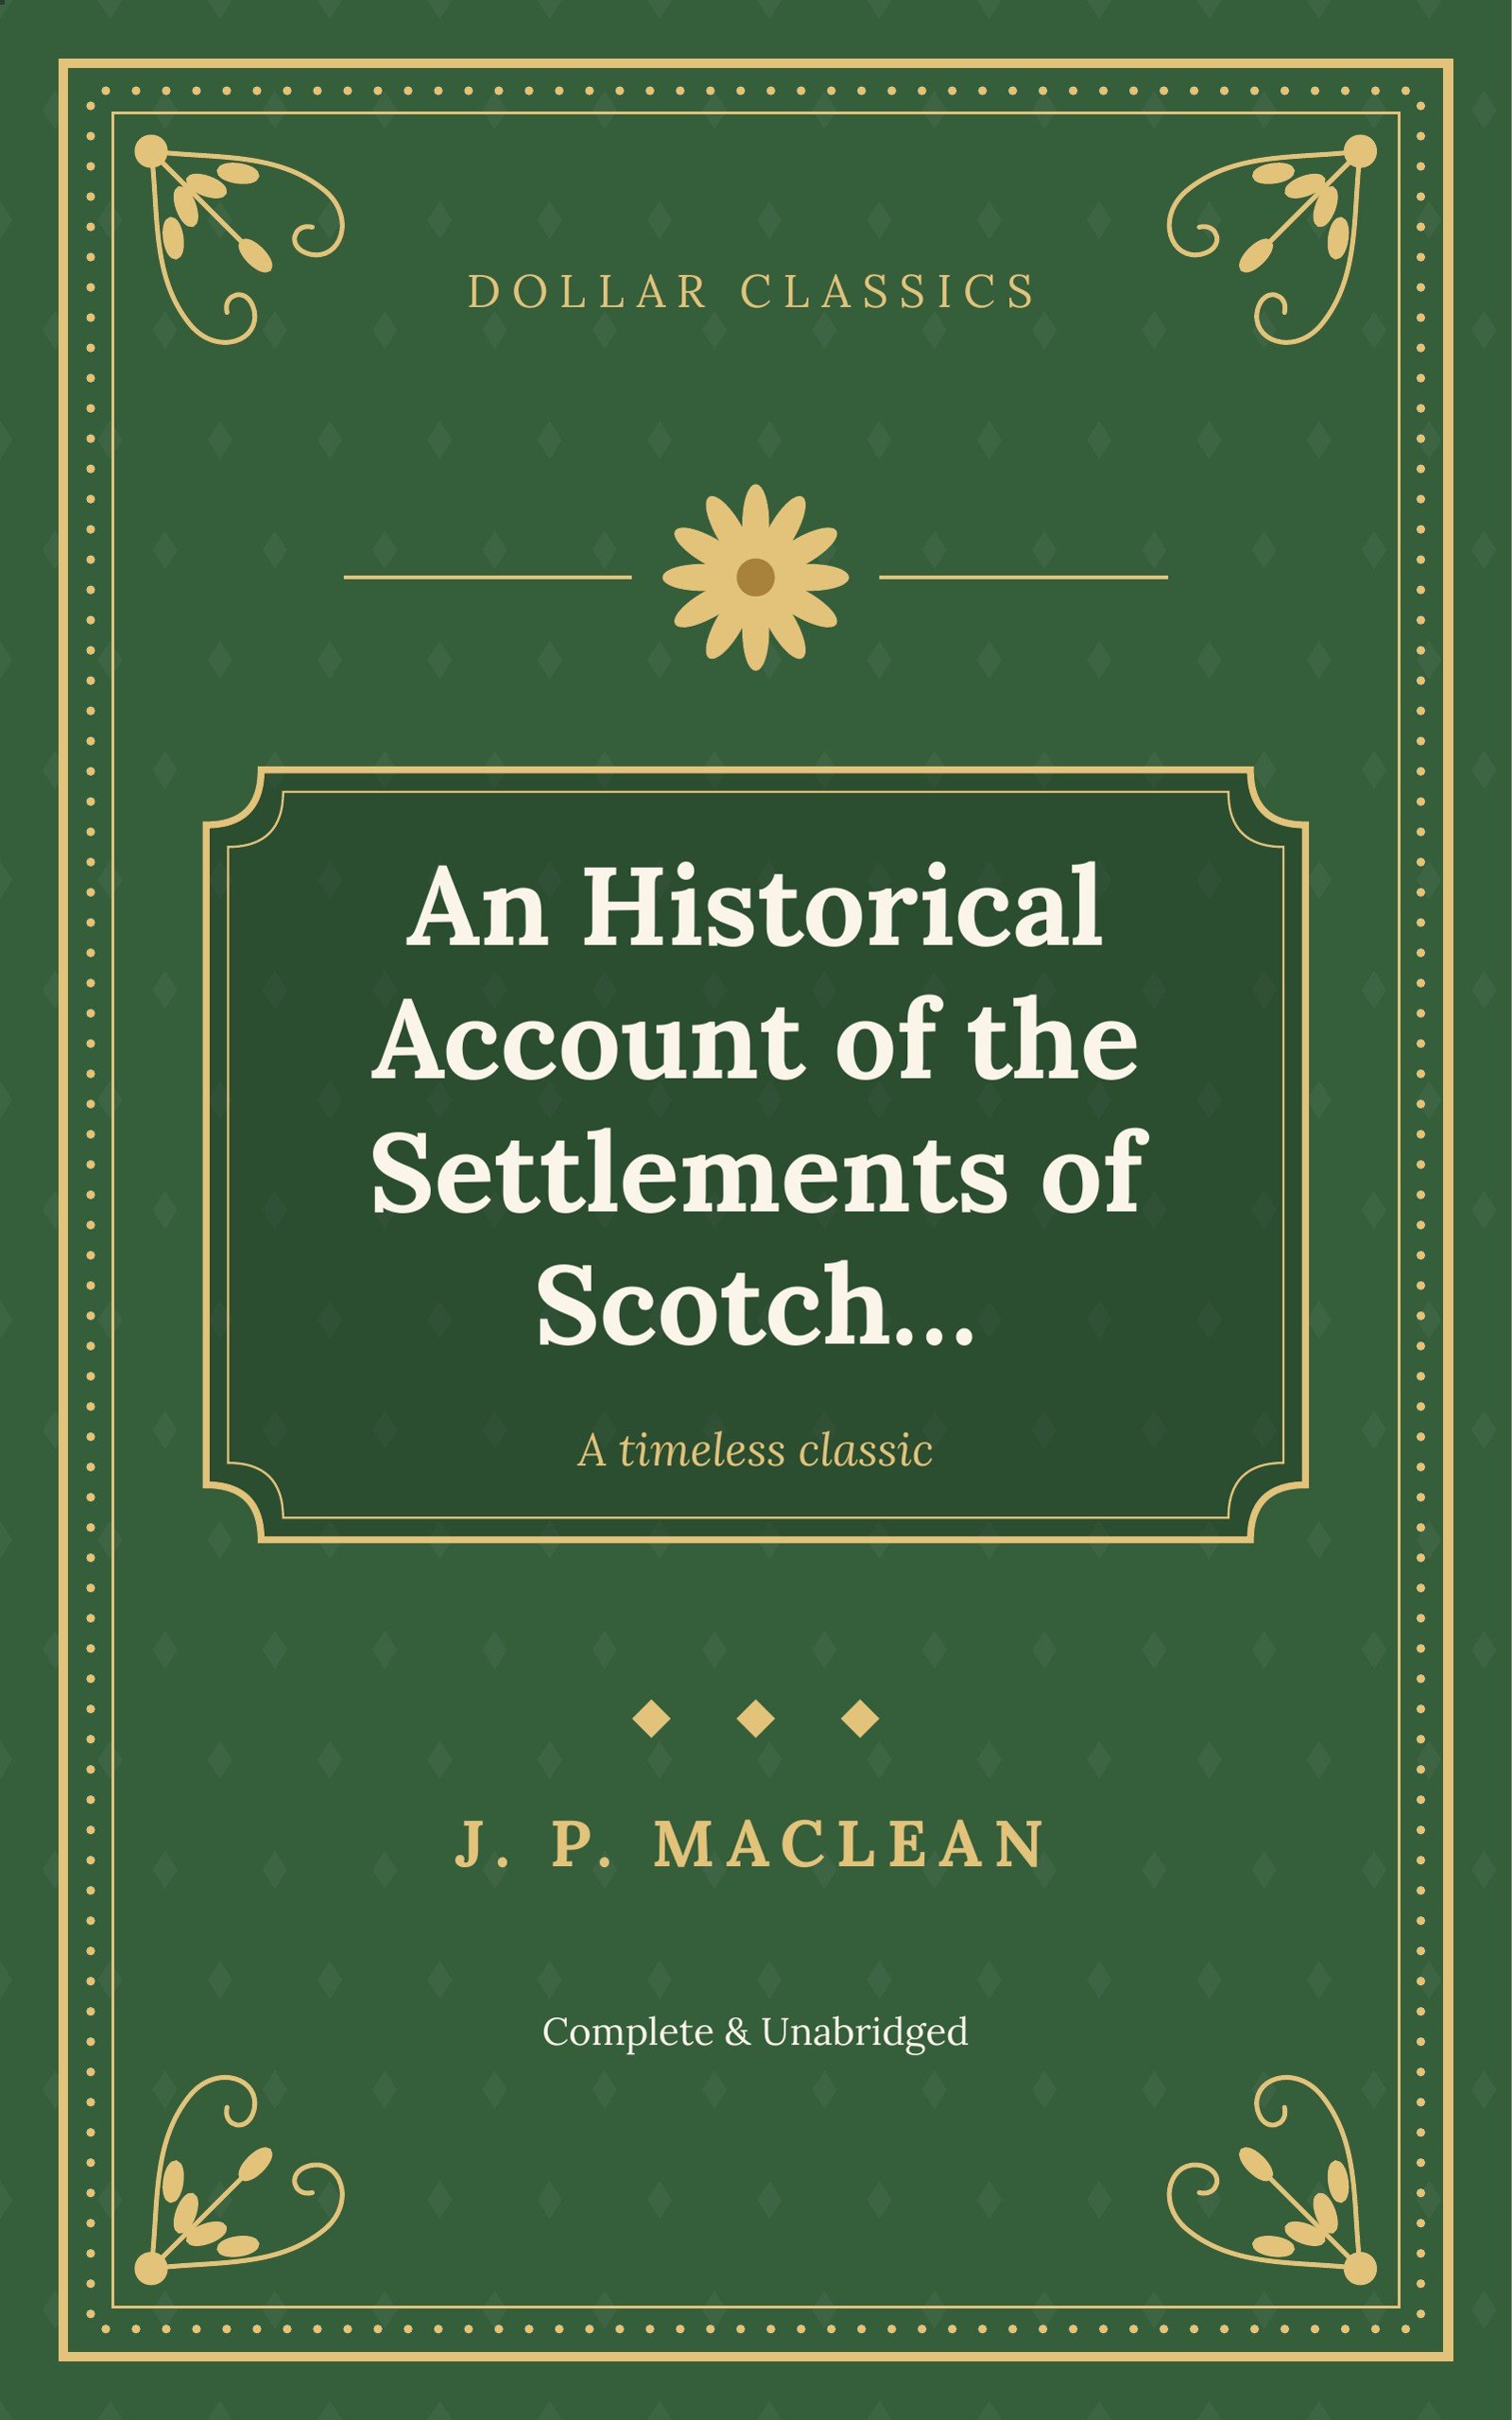 DOLLAR CLASSICS
An Historical
Account of the
Settlements of
Scotch...
A timeless classic
J. P. MACLEAN
Complete & Unabridged